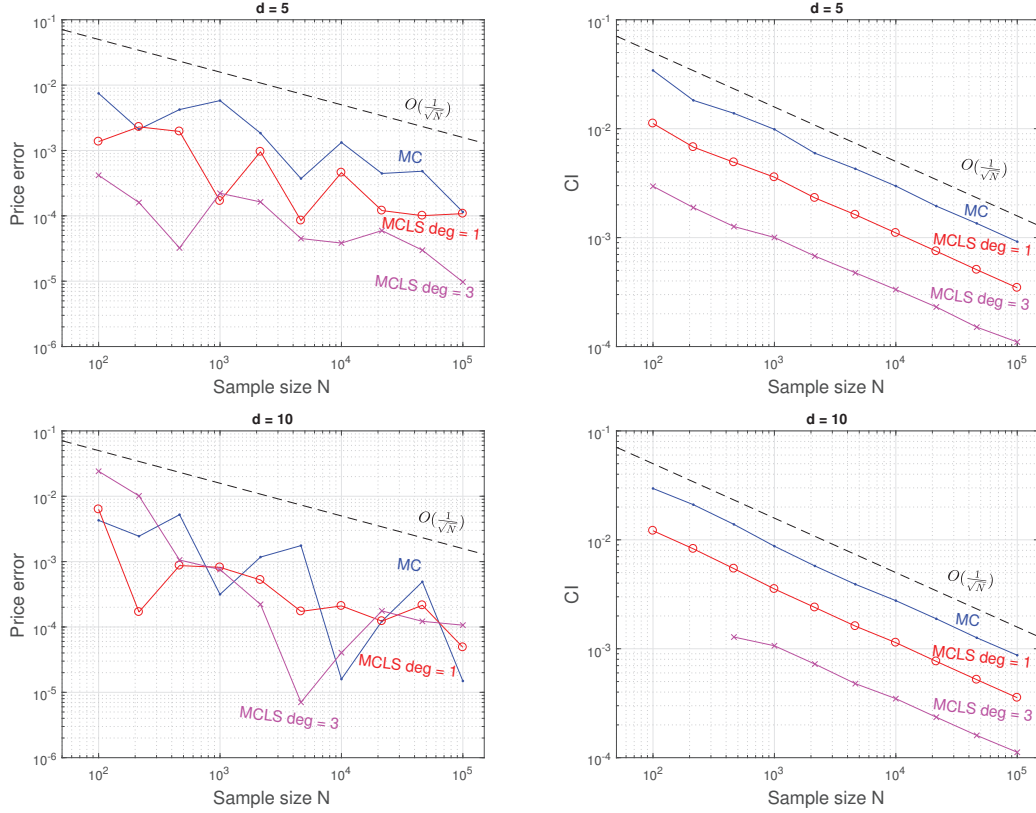 d = 5
10^-1
10^-2
10^-3
10^-4
10^-5
10^-6
Price error
O(1/√N)
MC
MCLS deg = 1
MCLS deg = 3
10^2
10^3
10^4
10^5
Sample size N
d = 5
10^-1
10^-2
10^-3
10^-4
CI
O(1/√N)
MC
MCLS deg = 1
MCLS deg = 3
10^2
10^3
10^4
10^5
Sample size N
d = 10
10^-1
10^-2
10^-3
10^-4
10^-5
10^-6
Price error
O(1/√N)
MC
MCLS deg = 1
MCLS deg = 3
10^2
10^3
10^4
10^5
Sample size N
d = 10
10^-1
10^-2
10^-3
10^-4
CI
O(1/√N)
MC
MCLS deg = 1
MCLS deg = 3
10^2
10^3
10^4
10^5
Sample size N